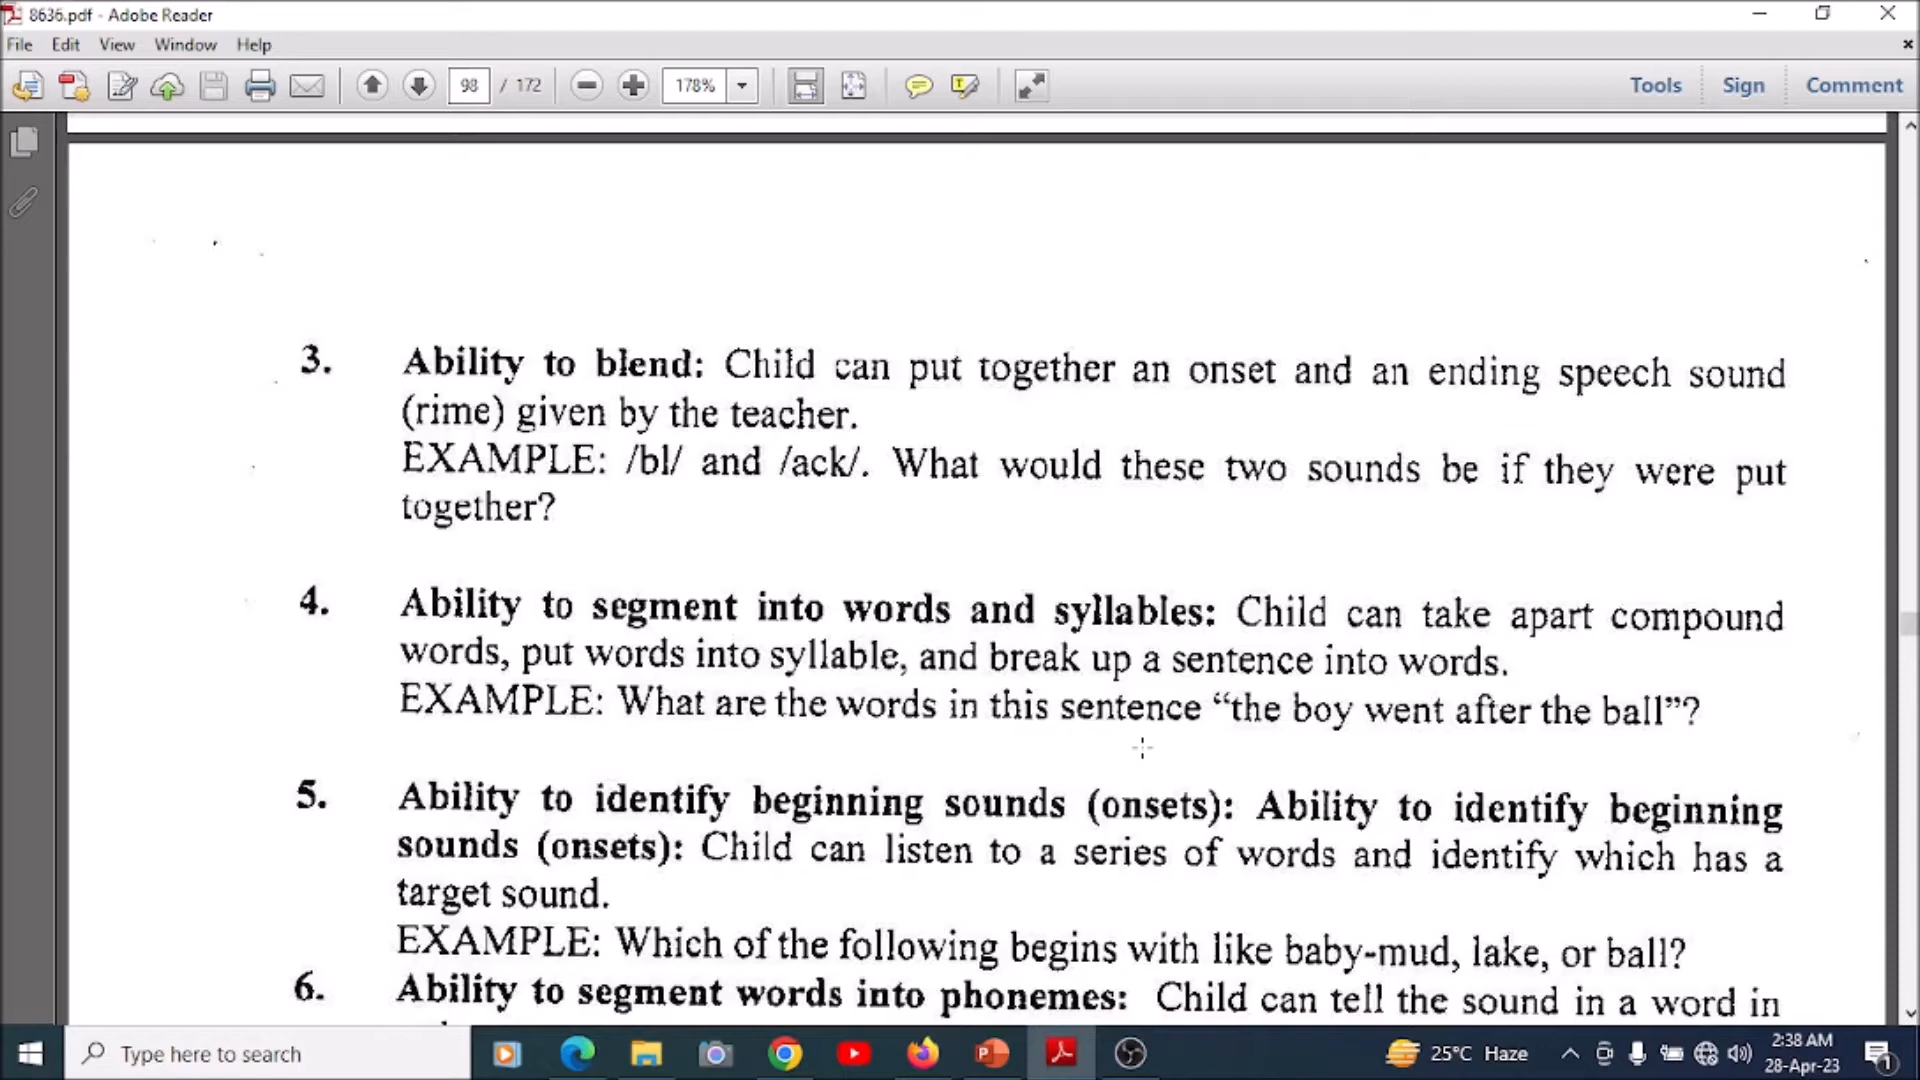 8636.pdf - Adobe Reader
File Edit View Window Help
98 / 172 178% Tools Sign Comment
3. Ability to blend: Child can put together an onset and an ending speech sound
(rime) given by the teacher.
EXAMPLE: /bl/ and /ack/. What would these two sounds be if they were put
together?
4. Ability to segment into words and syllables: Child can take apart compound
words, put words into syllable, and break up a sentence into words.
EXAMPLE: What are the words in this sentence “the boy went after the ball”?
5. Ability to identify beginning sounds (onsets): Ability to identify beginning
sounds (onsets): Child can listen to a series of words and identify which has a
target sound.
EXAMPLE: Which of the following begins with like baby-mud, lake, or ball?
6. Ability to segment words into phonemes: Child can tell the sound in a word in
Type here to search
25°C Haze
2:38 AM
28-Apr-23
1